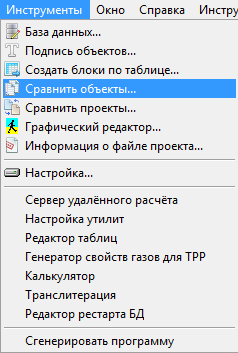 Инструменты Окно Справка Инстру
База данных...
Подпись объектов...
Создать блоки по таблице...
Сравнить объекты...
Сравнить проекты...
Графический редактор...
Информация о файле проекта...
Настройка...
Сервер удалённого расчёта
Настройка утилит
Редактор таблиц
Генератор свойств газов для ТРР
Калькулятор
Транслитерация
Редактор рестарта БД
Сгенерировать программу